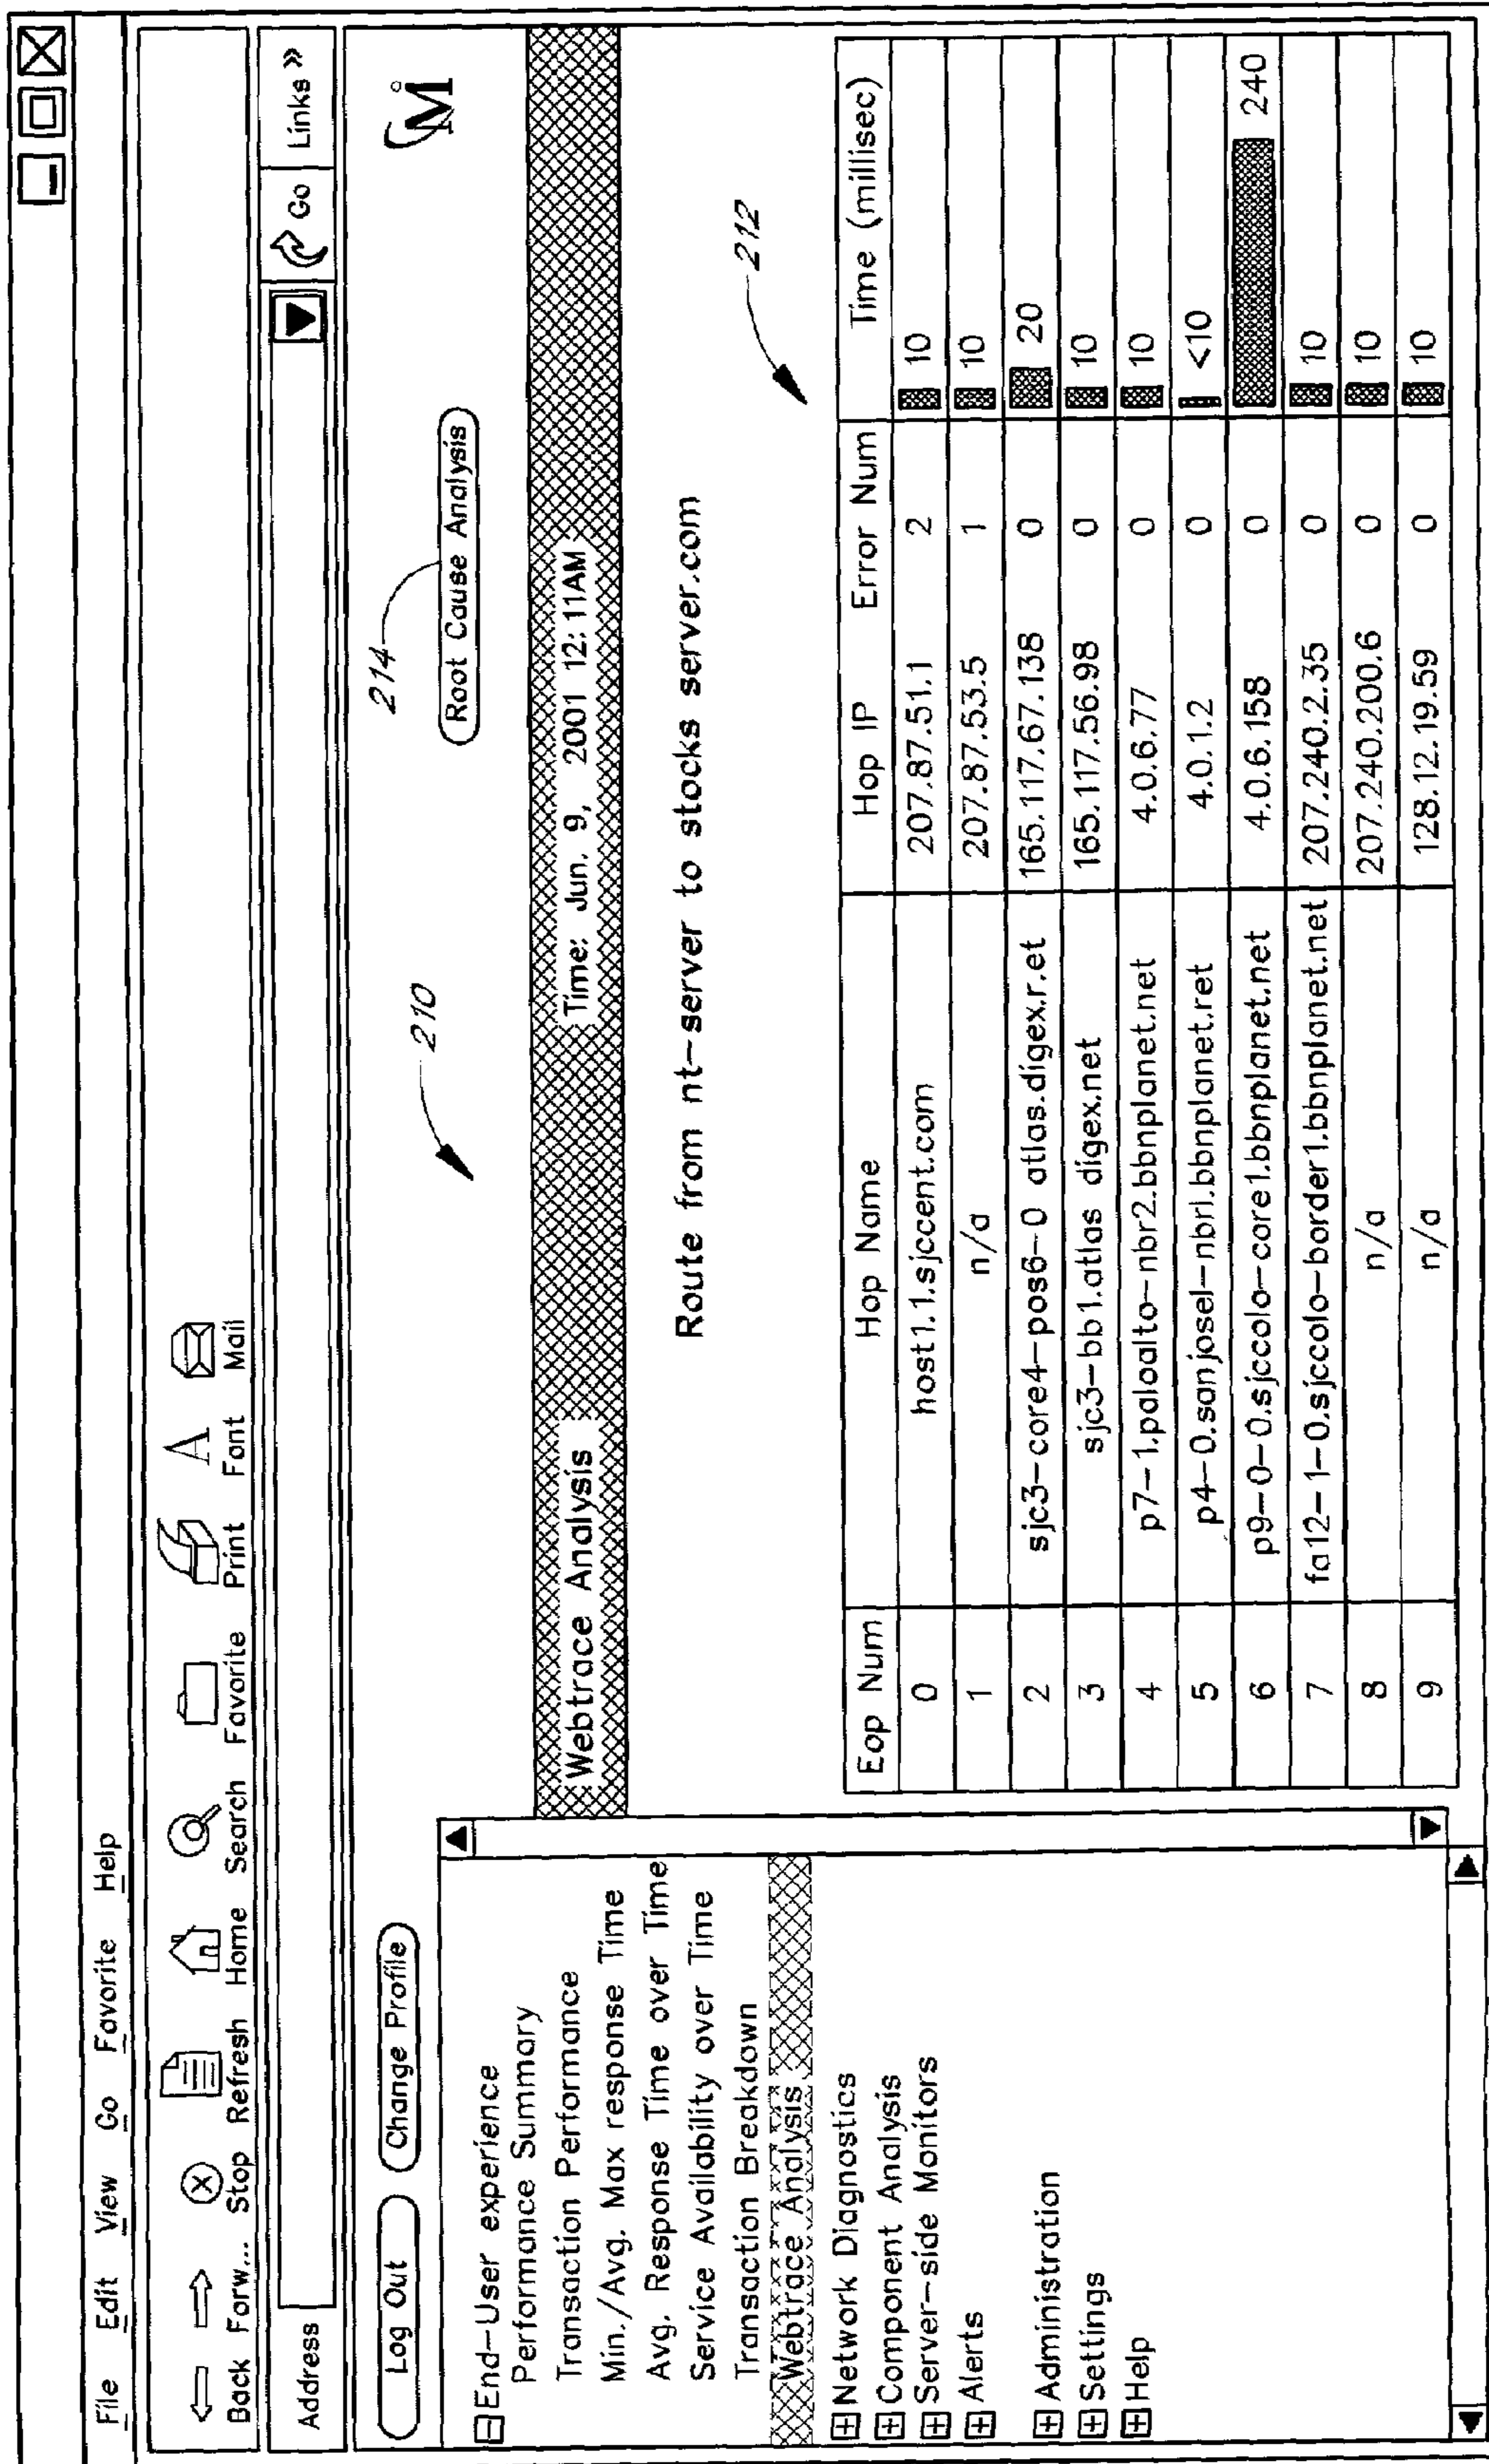 File Edit View Go Favorite Help
Back Forw... Stop Refresh Home Search Favorite Print Font Mail
Address Go Links »
Log Out Change Profile
214
Root Cause Analysis
M
210
End-User experience
Performance Summary
Transaction Performance
Min./Avg. Max response Time
Avg. Response Time over Time
Service Availability over Time
Transaction Breakdown
Webtrace Analysis
Network Diagnostics
Component Analysis
Server-side Monitors
Alerts
Administration
Settings
Help
Webtrace Analysis Time: Jun. 9, 2001 12:11AM
Route from nt-server to stocks server.com
212
Eop Num Hop Name Hop IP Error Num Time (millisec)
0 host1.1.sjccent.com 207.87.51.1 2 10
1 n/a 207.87.53.5 1 10
2 sjc3-core4-pos6-0 atlas.digex.r.et 165.117.67.138 0 20
3 sjc3-bb1.atlas digex.net 165.117.56.98 0 10
4 p7-1.paloalto-nbr2.bbnplanet.net 4.0.6.77 0 10
5 p4-0.sanjosel-nbrl.bbnplanet.ret 4.0.1.2 0 <10
6 p9-0-0.sjccolo-core1.bbnplanet.net 4.0.6.158 0 240
7 fa12-1-0.sjccolo-border1.bbnplanet.net 207.240.2.35 0 10
8 n/a 207.240.200.6 0 10
9 n/a 128.12.19.59 0 10